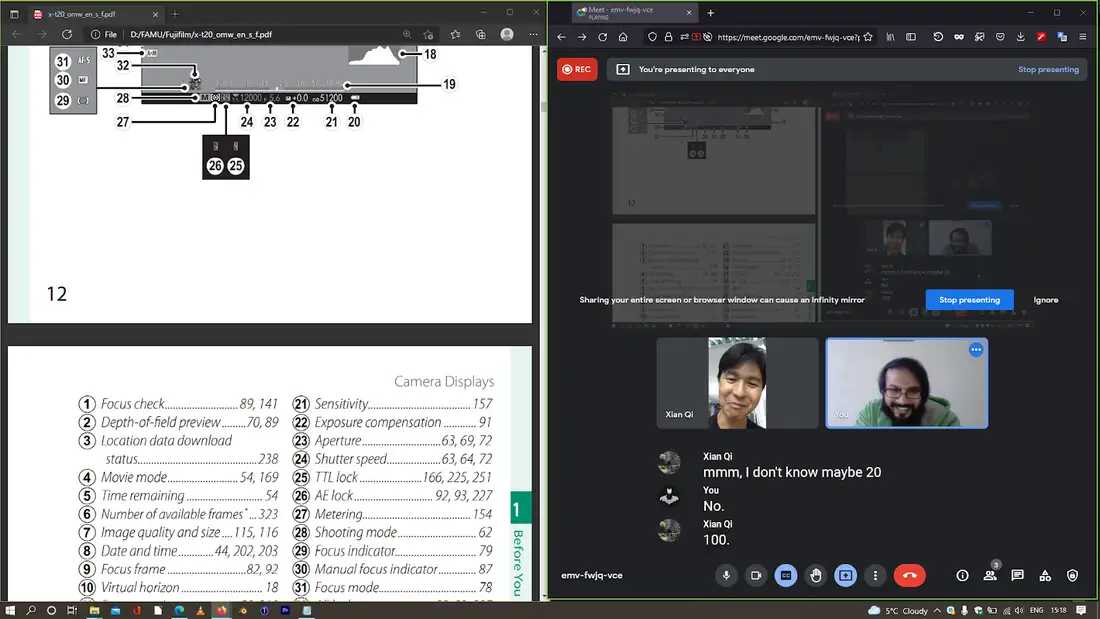 x-t20_omw_en_s_f.pdf
File
D:/FAMU/Fujifilm/x-t20_omw_en_s_f.pdf
33
32
31
AF-S
30
MF
29
28
27
26
25
24
23
22
21
20
19
18
12000
5.6
+0.0
ISO 51200
12
Camera Displays
1 Focus check 89, 141
2 Depth-of-field preview 70, 89
3 Location data download
status 238
4 Movie mode 54, 169
5 Time remaining 54
6 Number of available frames* 323
7 Image quality and size 115, 116
8 Date and time 44, 202, 203
9 Focus frame 82, 92
10 Virtual horizon 18
21 Sensitivity 157
22 Exposure compensation 91
23 Aperture 63, 69, 72
24 Shutter speed 63, 64, 72
25 TTL lock 166, 225, 251
26 AE lock 92, 93, 227
27 Metering 154
28 Shooting mode 62
29 Focus indicator 79
30 Manual focus indicator 87
31 Focus mode 78
1
Before You
Meet - emv-fwjq-vce
PLAYING
https://meet.google.com/emv-fwjq-vce?
REC
You're presenting to everyone
Stop presenting
12
Sharing your entire screen or browser window can cause an infinity mirror
Stop presenting
Ignore
Xian Qi
You
Xian Qi
mmm, I don't know maybe 20
You
No.
Xian Qi
100.
emv-fwjq-vce
CC
3
5°C Cloudy
ENG
15:18